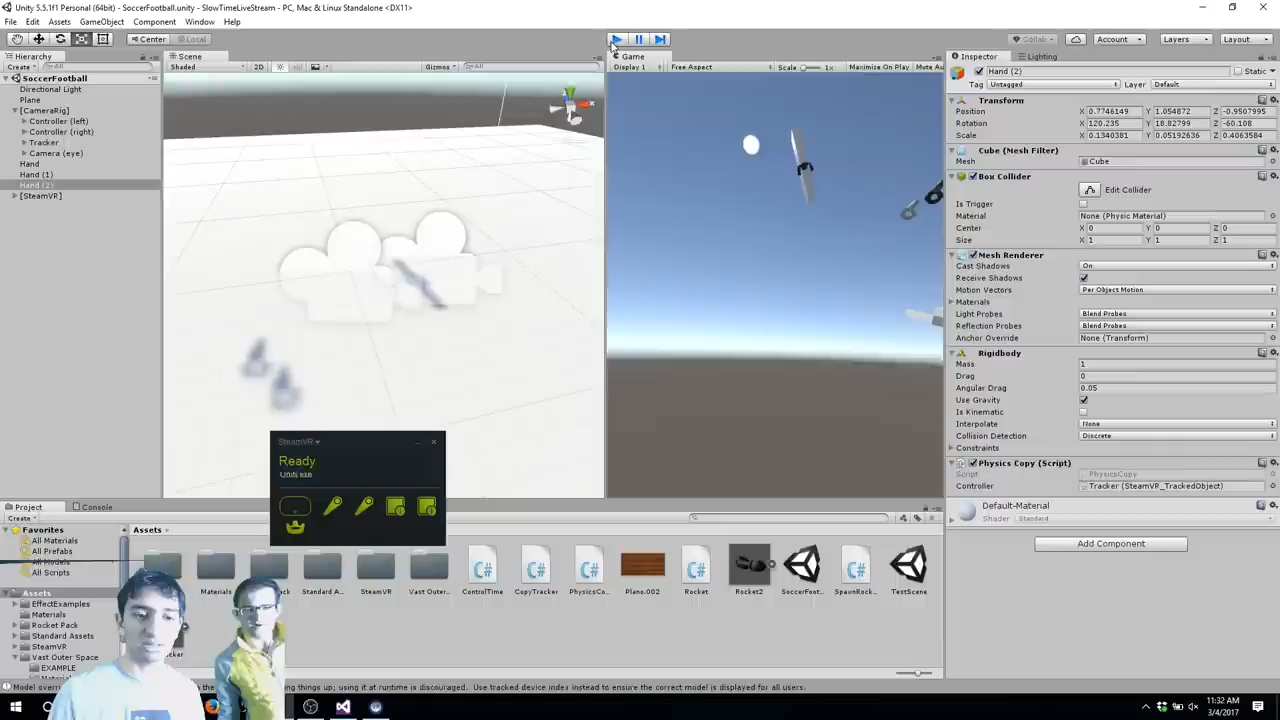 Unity 5.5.1f1 Personal (64bit) - SoccerFootball.unity - SlowTimeLiveStream - PC, Mac & Linux Standalone <DX11>
File Edit Assets GameObject Component Window Help
Center Local Collab Account Layers Layout
Hierarchy Scene Game Inspector Lighting
Create All Shaded 2D Gizmos All Display 1 Free Aspect Scale 1x Maximize On Play Mute Au
Hand (2) Static
Tag Untagged Layer Default
SoccerFootball
Directional Light
Plane
[CameraRig]
Controller (left)
Controller (right)
Tracker
Camera (eye)
Hand
Hand (1)
Hand (2)
[SteamVR]
Transform
Position X 0.7746149 Y 1.054872 Z -0.9507995
Rotation X 120.235 Y 18.82799 Z -60.108
Scale X 0.1340381 Y 0.05192636 Z 0.4063584
Cube (Mesh Filter)
Mesh Cube
Box Collider
Edit Collider
Is Trigger
Material None (Physic Material)
Center X 0 Y 0 Z 0
Size X 1 Y 1 Z 1
Mesh Renderer
Cast Shadows On
Receive Shadows
Motion Vectors Per Object Motion
Materials
Light Probes Blend Probes
Reflection Probes Blend Probes
Anchor Override None (Transform)
Rigidbody
Mass 1
Drag 0
Angular Drag 0.05
Use Gravity
Is Kinematic
Interpolate None
Collision Detection Discrete
Constraints
Physics Copy (Script)
Script PhysicsCopy
Controller Tracker (SteamVR_TrackedObject)
Default-Material
Shader Standard
Add Component
SteamVR
Ready
Unity.exe
Project Console
Create
Favorites
All Materials
All Prefabs
All Models
All Scripts
Assets
EffectExamples
Materials
Rocket Pack
Standard Assets
SteamVR
Vast Outer Space
EXAMPLE
Assets
Materials Standard A... SteamVR Vast Outer... ControlTime CopyTracker PhysicsCo... Plano.002 Rocket Rocket2 SoccerFoot... SpawnRock... TestScene
things up; using it at runtime is discouraged. Use tracked device index instead to ensure the correct model is displayed for all users.
11:32 AM
3/4/2017